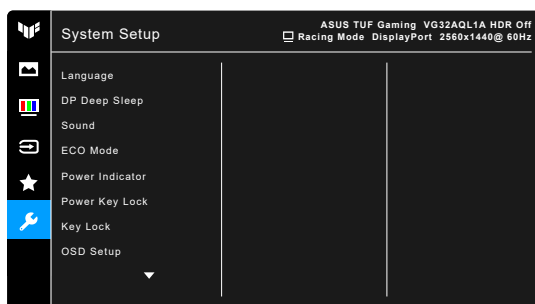 System Setup
ASUS TUF Gaming VG32AQL1A HDR Off
Racing Mode DisplayPort 2560x1440@ 60Hz
Language
DP Deep Sleep
Sound
ECO Mode
Power Indicator
Power Key Lock
Key Lock
OSD Setup